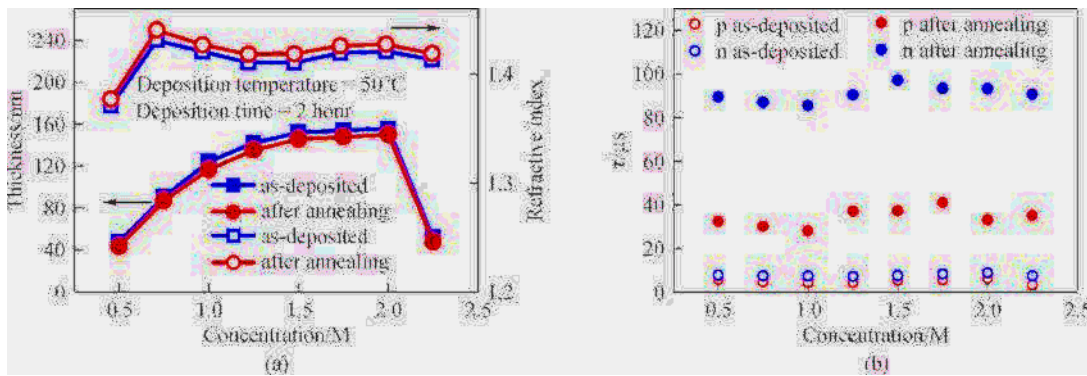 240
200
160
120
80
40
0
Thickness/nm
Deposition temperature = 50℃
Deposition time = 2 hour
as-deposited
after annealing
as-deposited
after annealing
1.4
1.3
1.2
Refractive index
0.5 1.0 1.5 2.0 2.5
Concentration/M
(a)
120
100
80
60
40
20
0
τ/μs
p as-deposited p after annealing
n as-deposited n after annealing
0.5 1.0 1.5 2.0 2.5
Concentration/M
(b)